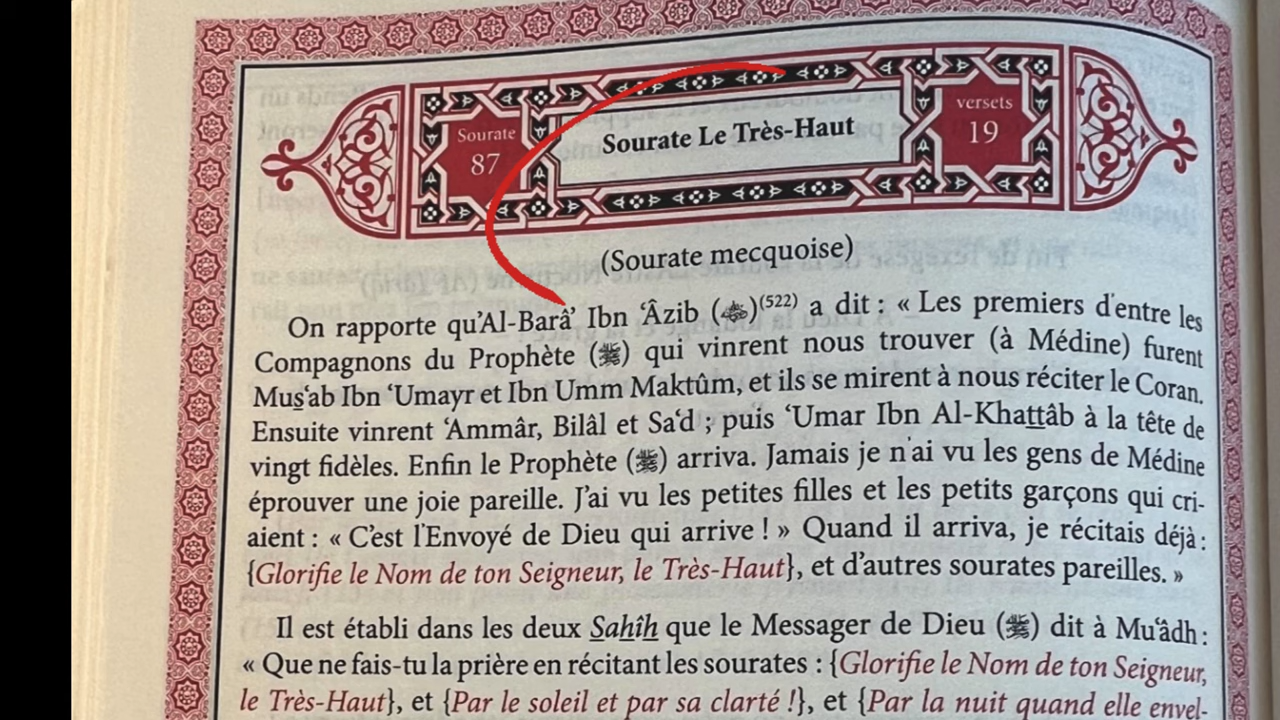 Sourate
87
Sourate Le Très-Haut
versets
19
(Sourate mecquoise)
On rapporte qu'Al-Barâ' Ibn ‘Âzib (ﷺ)(522) a dit : « Les premiers d'entre les
Compagnons du Prophète (ﷺ) qui vinrent nous trouver (à Médine) furent
Mus‘ab Ibn ‘Umayr et Ibn Umm Maktûm, et ils se mirent à nous réciter le Coran.
Ensuite vinrent ‘Ammâr, Bilâl et Sa‘d ; puis ‘Umar Ibn Al-Khattâb à la tête de
vingt fidèles. Enfin le Prophète (ﷺ) arriva. Jamais je n'ai vu les gens de Médine
éprouver une joie pareille. J'ai vu les petites filles et les petits garçons qui cri-
aient : « C'est l'Envoyé de Dieu qui arrive ! » Quand il arriva, je récitais déjà :
{Glorifie le Nom de ton Seigneur, le Très-Haut}, et d'autres sourates pareilles. »
Il est établi dans les deux Sahîh que le Messager de Dieu (ﷺ) dit à Mu‘âdh :
« Que ne fais-tu la prière en récitant les sourates : {Glorifie le Nom de ton Seigneur,
le Très-Haut}, et {Par le soleil et par sa clarté !}, et {Par la nuit quand elle envel-